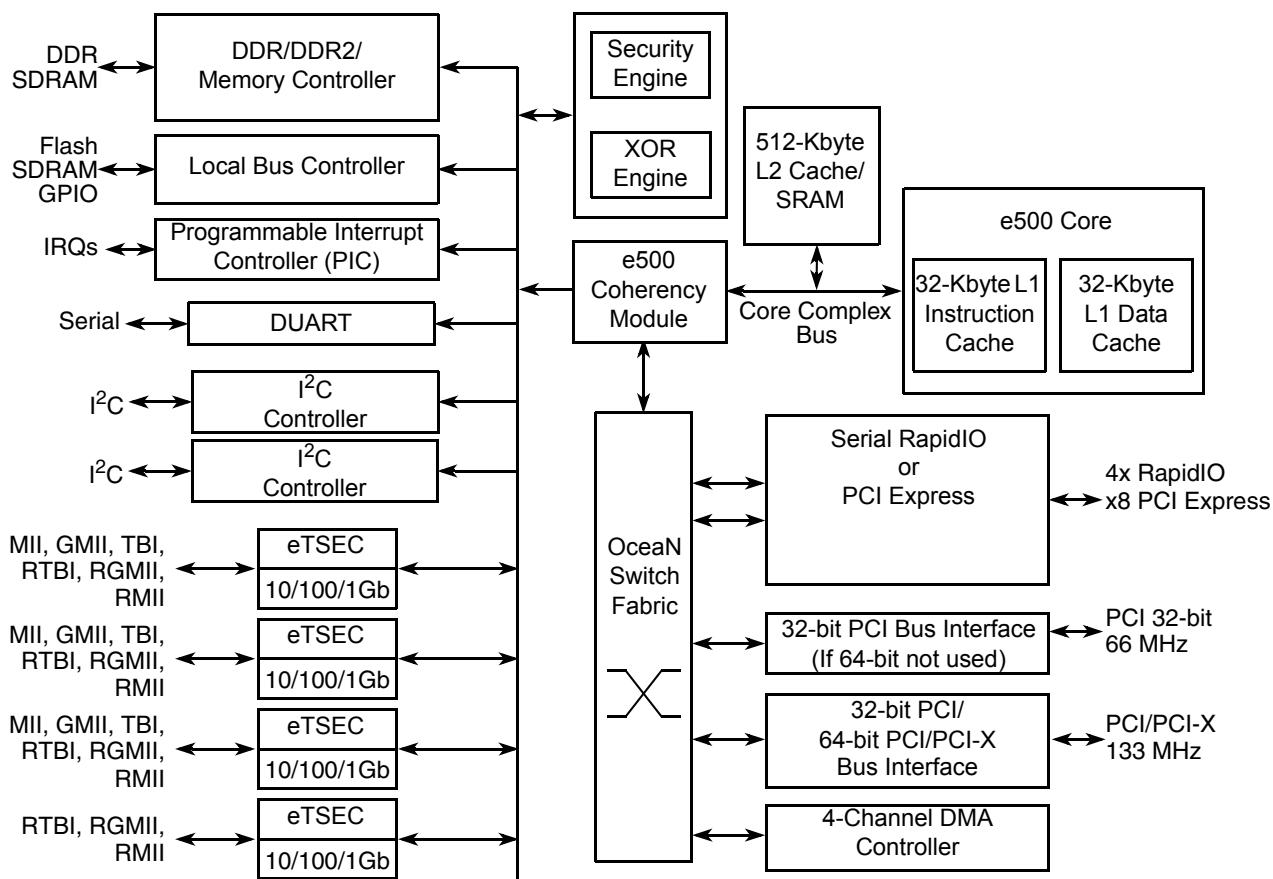 DDR
SDRAM
DDR/DDR2/
Memory Controller
Flash
SDRAM
GPIO
Local Bus Controller
IRQs
Programmable Interrupt
Controller (PIC)
Serial
DUART
I²C
I²C
Controller
I²C
I²C
Controller
MII, GMII, TBI,
RTBI, RGMII,
RMII
eTSEC
10/100/1Gb
MII, GMII, TBI,
RTBI, RGMII,
RMII
eTSEC
10/100/1Gb
MII, GMII, TBI,
RTBI, RGMII,
RMII
eTSEC
10/100/1Gb
RTBI, RGMII,
RMII
eTSEC
10/100/1Gb
Security
Engine
XOR
Engine
512-Kbyte
L2 Cache/
SRAM
e500
Coherency
Module
Core Complex
Bus
e500 Core
32-Kbyte L1
Instruction
Cache
32-Kbyte
L1 Data
Cache
OceaN
Switch
Fabric
Serial RapidIO
or
PCI Express
4x RapidIO
x8 PCI Express
32-bit PCI Bus Interface
(If 64-bit not used)
PCI 32-bit
66 MHz
32-bit PCI/
64-bit PCI/PCI-X
Bus Interface
PCI/PCI-X
133 MHz
4-Channel DMA
Controller